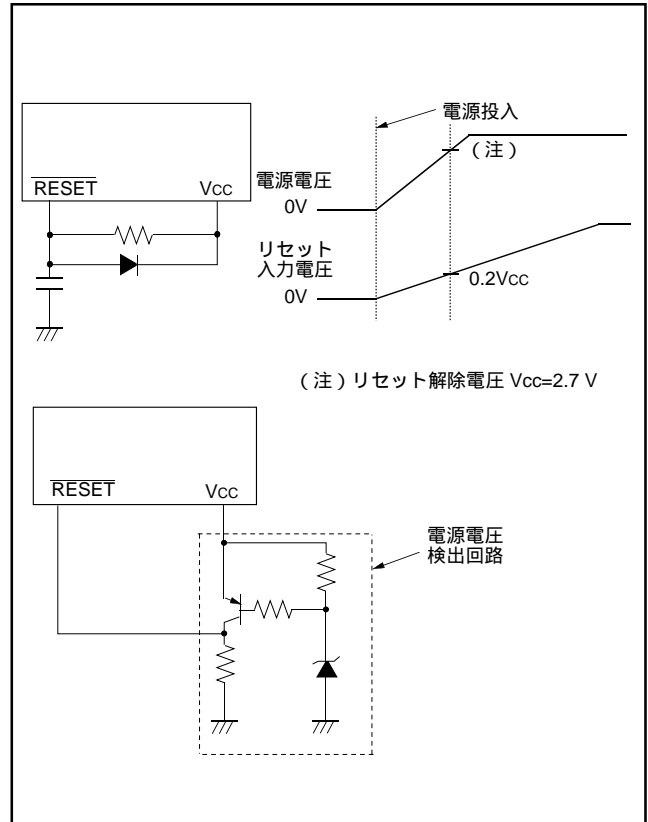 電源投入
（注）
RESET Vcc
電源電圧
0V
リセット
入力電圧
0.2Vcc
0V
（注）リセット解除電圧 Vcc=2.7 V
RESET Vcc
電源電圧
検出回路